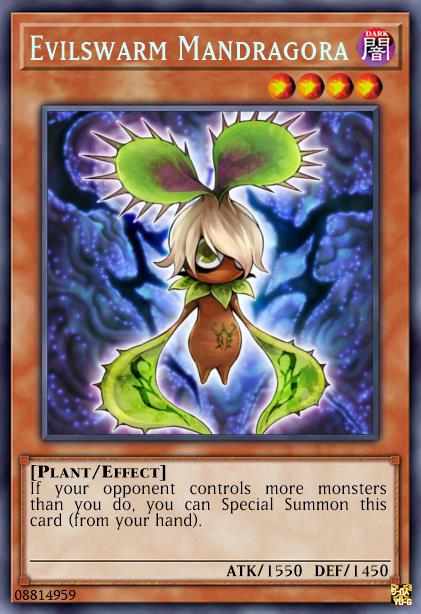 Evilswarm Mandragora
DARK
闇
[Plant/Effect]
If your opponent controls more monsters
than you do, you can Special Summon this
card (from your hand).
ATK/1550 DEF/1450
08814959